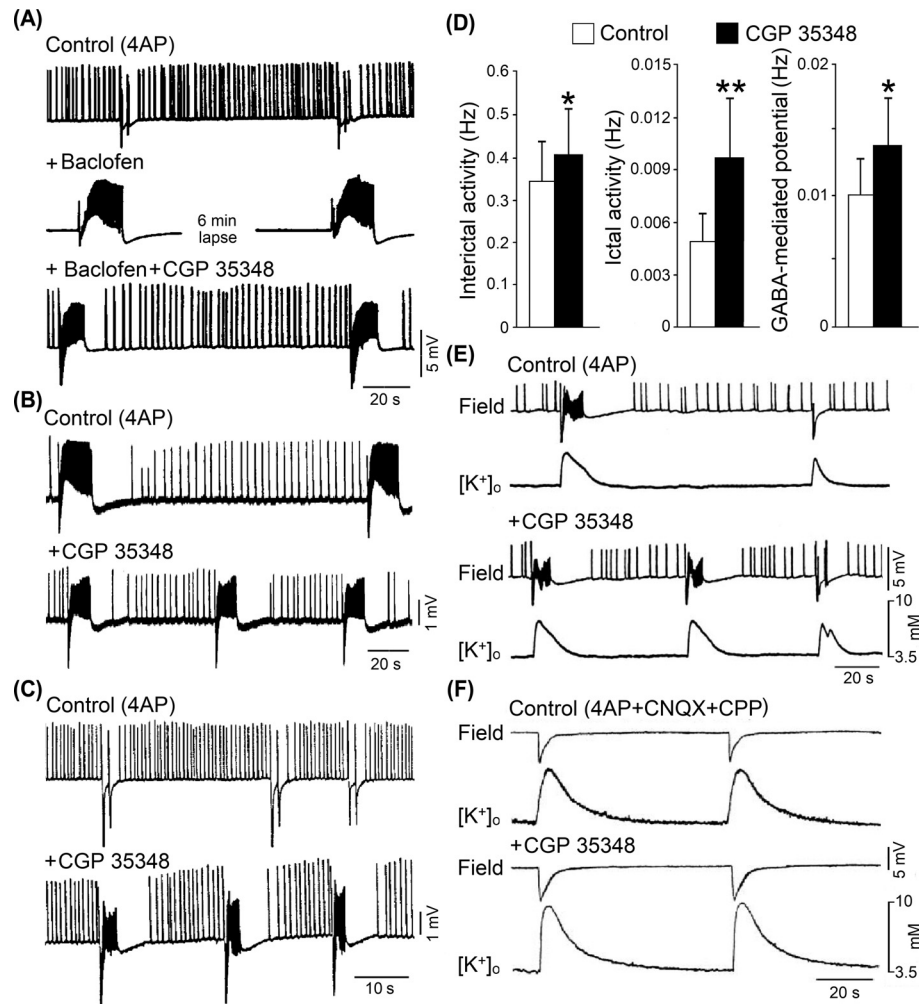 (A)
Control (4AP)
+ Baclofen
6 min
lapse
+ Baclofen+CGP 35348
5 mV
20 s
(B)
Control (4AP)
+CGP 35348
1 mV
20 s
(C)
Control (4AP)
+CGP 35348
1 mV
10 s
(D)
Control
CGP 35348
Interictal activity (Hz)
0.6
0.5
0.4
0.3
0.2
0.1
0
*
Ictal activity (Hz)
0.015
0.012
0.009
0.006
0.003
0
**
GABA-mediated potential (Hz)
0.02
0.01
0
*
(E)
Control (4AP)
Field
[K⁺]ₒ
+CGP 35348
Field
5 mV
10
mM
3.5
[K⁺]ₒ
20 s
(F)
Control (4AP+CNQX+CPP)
Field
[K⁺]ₒ
+CGP 35348
Field
5 mV
10
mM
3.5
[K⁺]ₒ
20 s